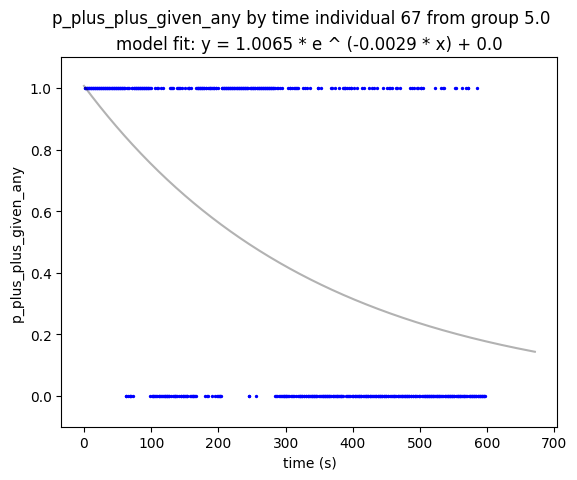 p_plus_plus_given_any by time individual 67 from group 5.0
model fit: y = 1.0065 * e ^ (-0.0029 * x) + 0.0
p_plus_plus_given_any
1.0
0.8
0.6
0.4
0.2
0.0
0 100 200 300 400 500 600 700
time (s)